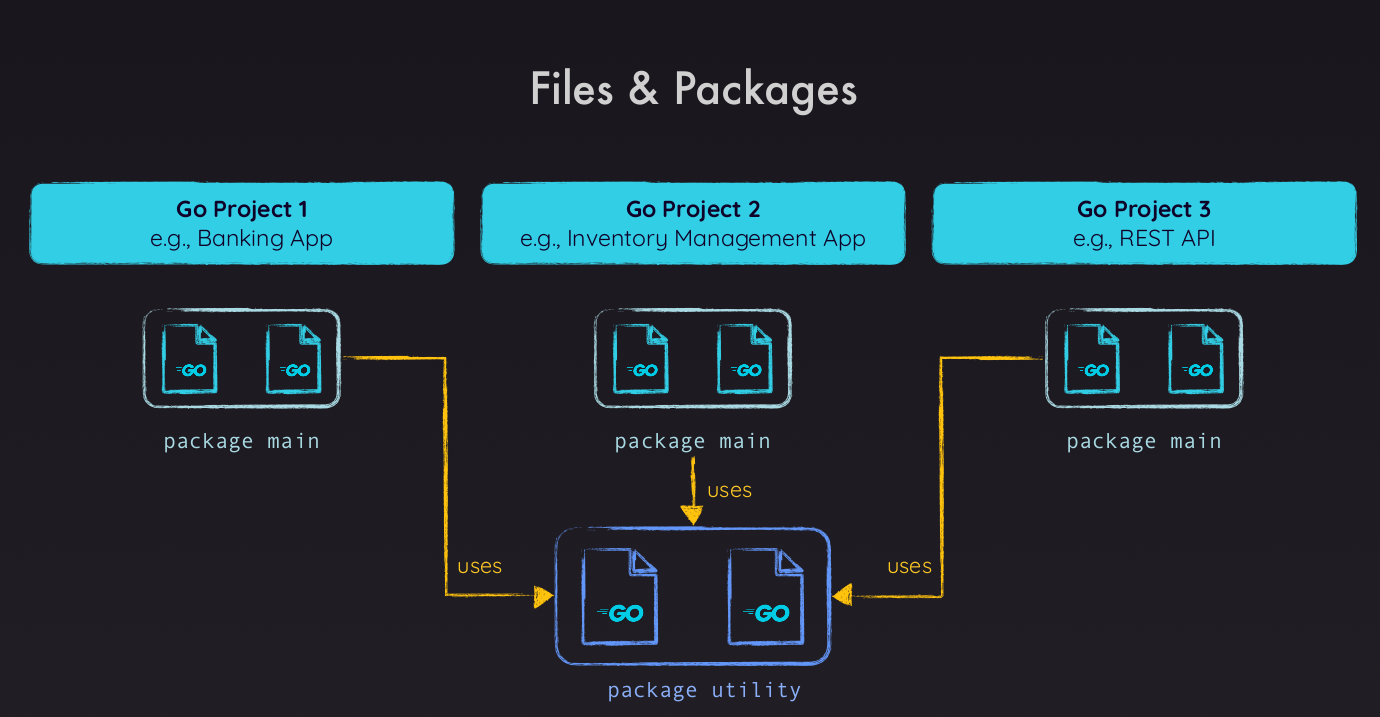 Files & Packages
Go Project 1
e.g., Banking App
Go Project 2
e.g., Inventory Management App
Go Project 3
e.g., REST API
GO
GO
GO
GO
GO
GO
package main
package main
package main
uses
uses
uses
GO
GO
package utility